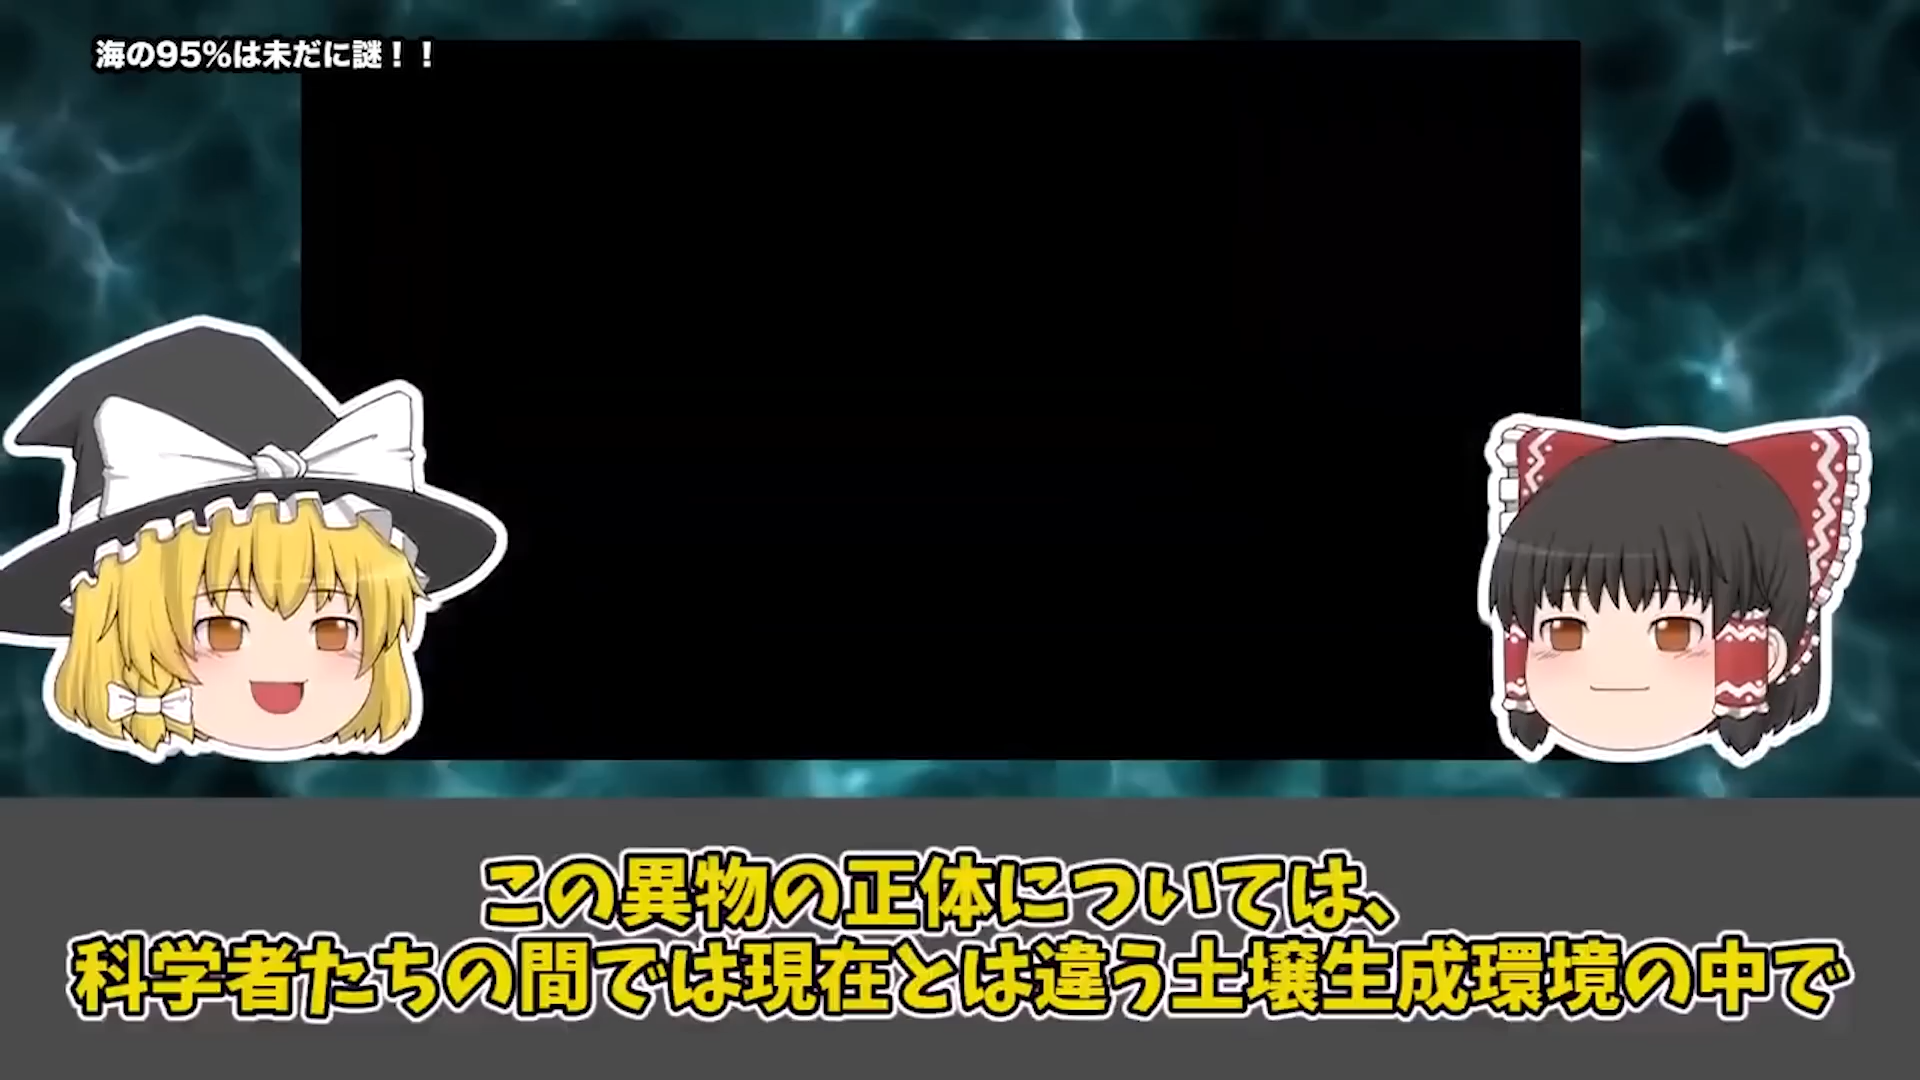 海の95%は未だに謎！！
この異物の正体については、
科学者たちの間では現在とは違う土壌生成環境の中で